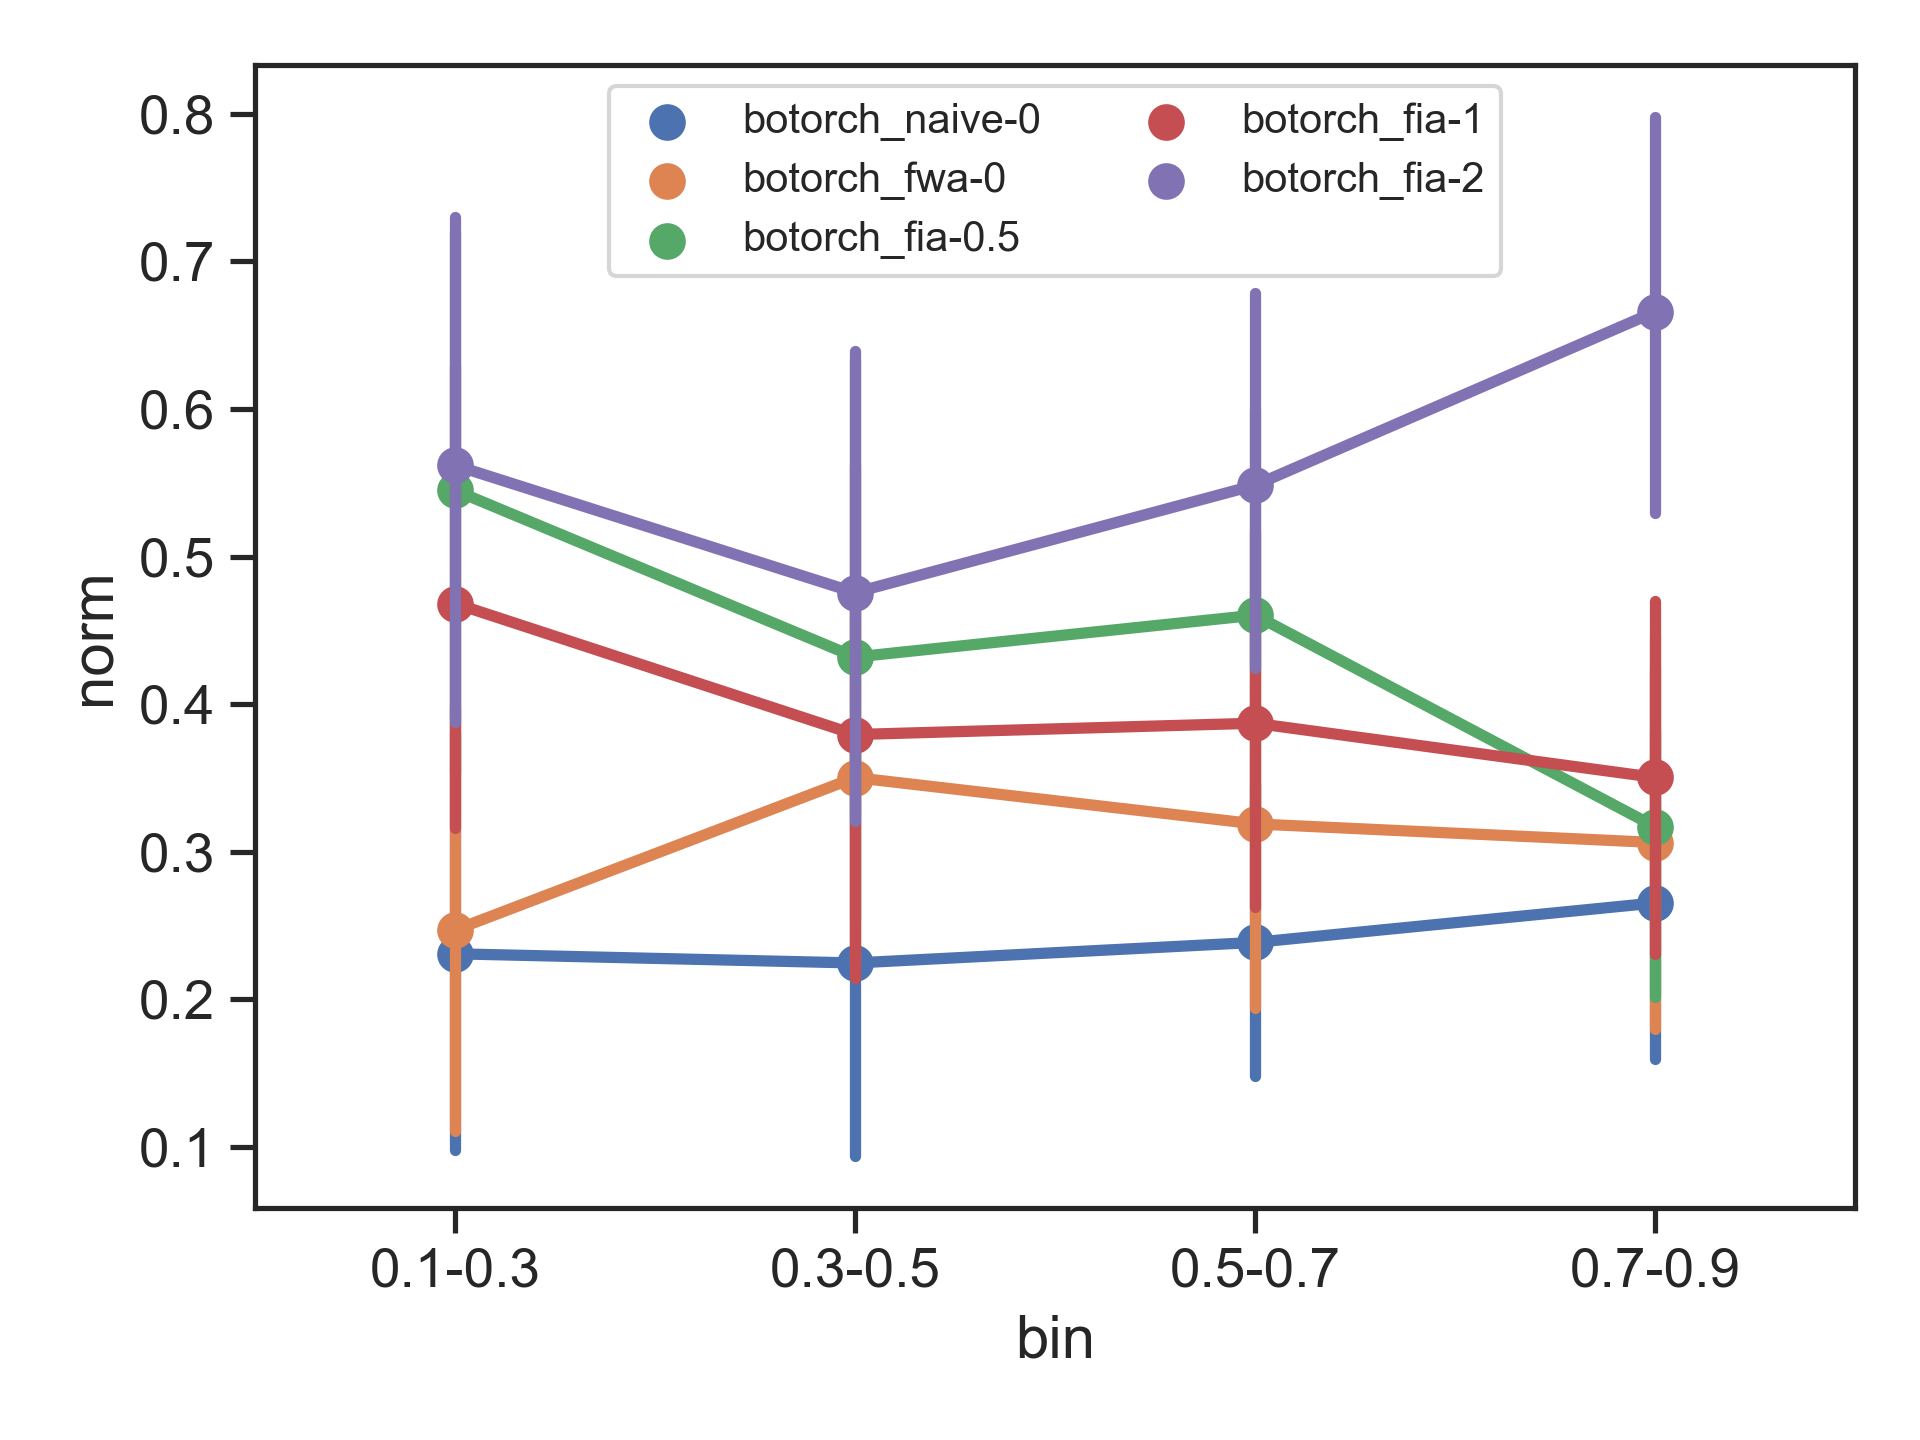 botorch_naive-0
botorch_fwa-0
botorch_fia-0.5
botorch_fia-1
botorch_fia-2
norm
0.8
0.7
0.6
0.5
0.4
0.3
0.2
0.1
0.1-0.3 0.3-0.5 0.5-0.7 0.7-0.9
bin